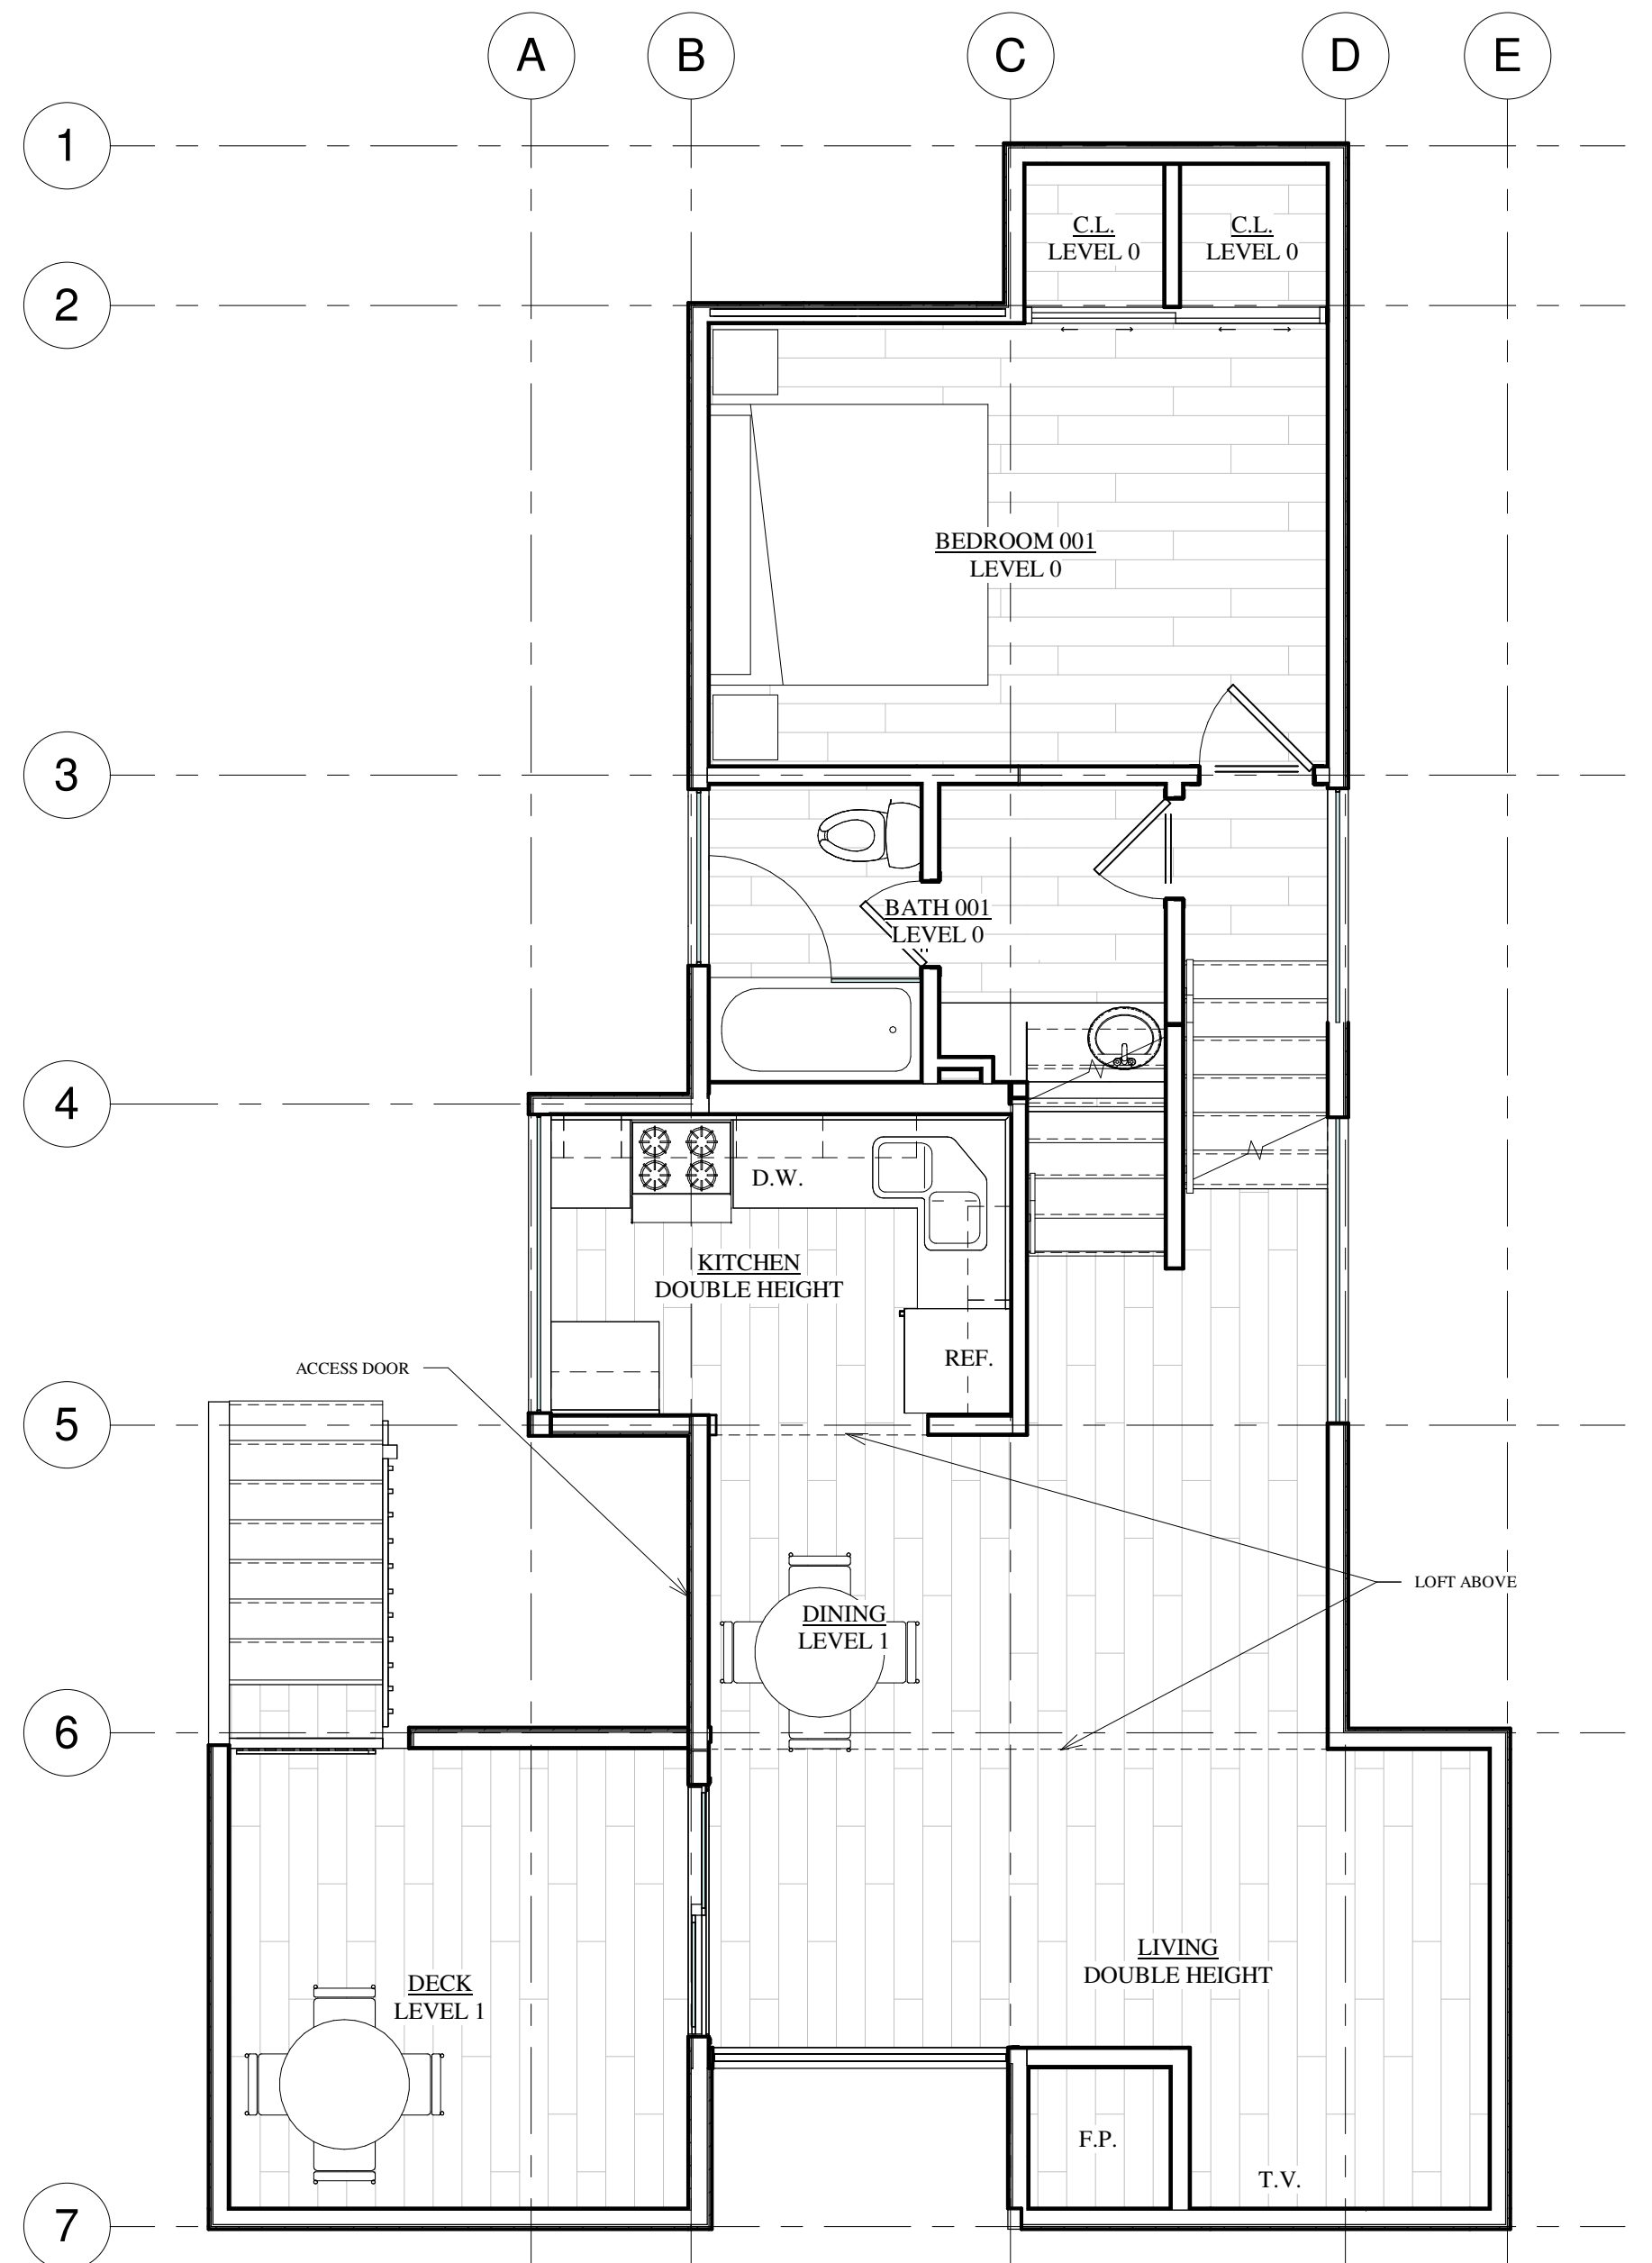 A B C D E
1
C.L. C.L.
LEVEL 0 LEVEL 0
2
BEDROOM 001
LEVEL 0
3
BATH 001
LEVEL 0
4
D.W.
KITCHEN
DOUBLE HEIGHT
REF.
ACCESS DOOR
5
LOFT ABOVE
DINING
LEVEL 1
6
LIVING
DOUBLE HEIGHT
DECK
LEVEL 1
F.P.
T.V.
7